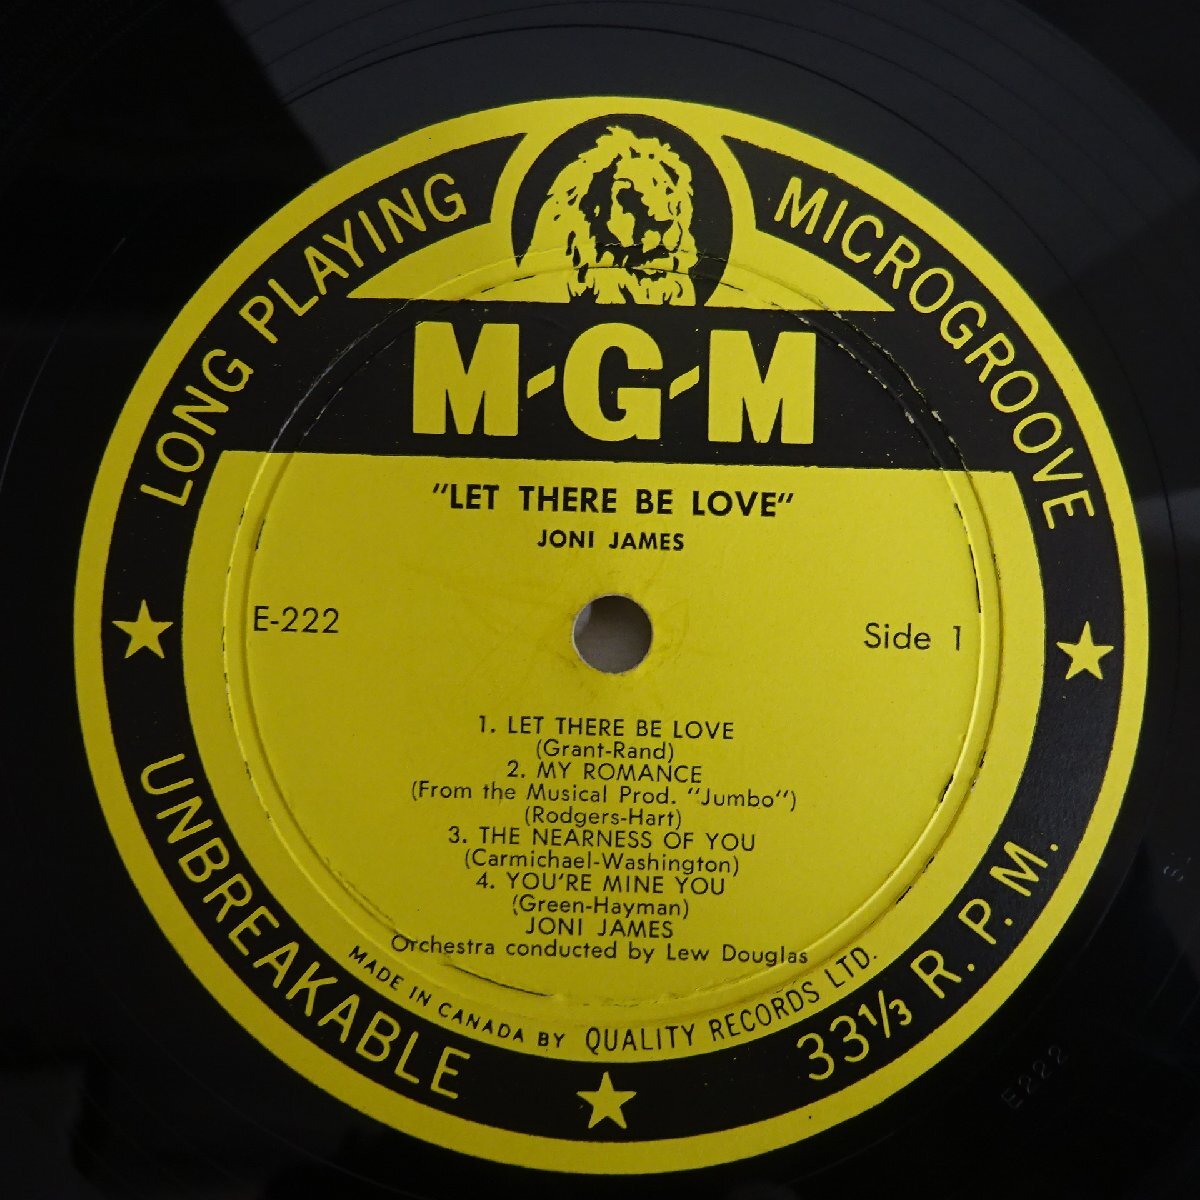 LONG PLAYING
MICROGROOVE
M-G-M
"LET THERE BE LOVE"
JONI JAMES
E-222
Side 1
1. LET THERE BE LOVE
(Grant-Rand)
2. MY ROMANCE
(From the Musical Prod. "Jumbo")
(Rodgers-Hart)
3. THE NEARNESS OF YOU
(Carmichael-Washington)
4. YOU'RE MINE YOU
(Green-Hayman)
JONI JAMES
Orchestra conducted by Lew Douglas
MADE IN CANADA BY QUALITY RECORDS LTD.
UNBREAKABLE
33⅓ R. P. M.
E222